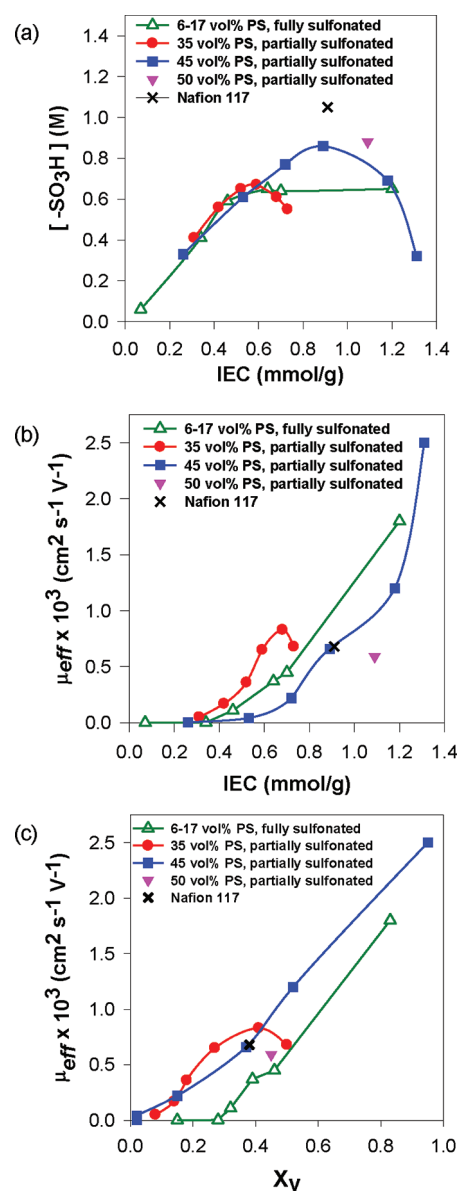 (a)
6-17 vol% PS, fully sulfonated
35 vol% PS, partially sulfonated
45 vol% PS, partially sulfonated
50 vol% PS, partially sulfonated
Nafion 117
[ -SO3H ] (M)
1.4
1.2
1.0
0.8
0.6
0.4
0.2
0.0
0.0 0.2 0.4 0.6 0.8 1.0 1.2 1.4
IEC (mmol/g)
(b)
6-17 vol% PS, fully sulfonated
35 vol% PS, partially sulfonated
45 vol% PS, partially sulfonated
50 vol% PS, partially sulfonated
Nafion 117
μeff x 10³ (cm² s-1 V-1)
2.5
2.0
1.5
1.0
0.5
0.0
0.0 0.2 0.4 0.6 0.8 1.0 1.2 1.4
IEC (mmol/g)
(c)
6-17 vol% PS, fully sulfonated
35 vol% PS, partially sulfonated
45 vol% PS, partially sulfonated
50 vol% PS, partially sulfonated
Nafion 117
μeff x 10³ (cm² s-1 V-1)
2.5
2.0
1.5
1.0
0.5
0.0
0.0 0.2 0.4 0.6 0.8 1.0
Xv